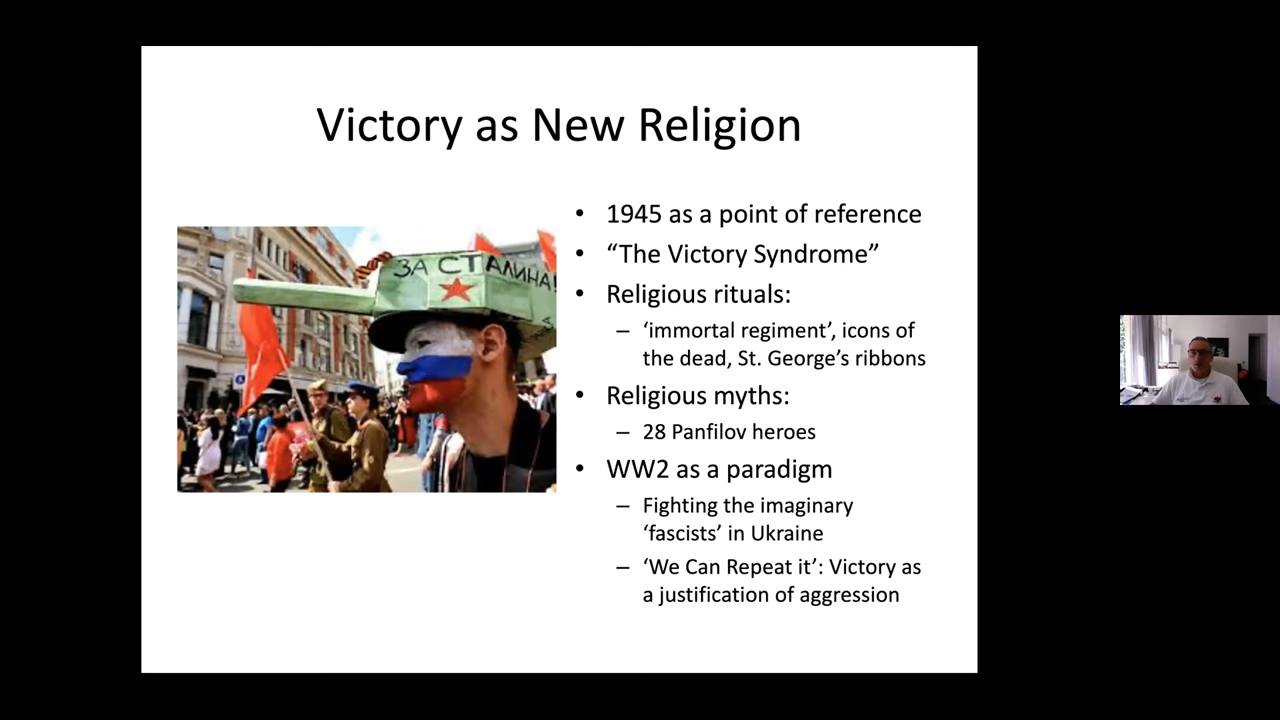 Victory as New Religion
ЗА СТАЛИНА!
• 1945 as a point of reference
• “The Victory Syndrome”
• Religious rituals:
– ‘immortal regiment’, icons of
the dead, St. George’s ribbons
• Religious myths:
– 28 Panfilov heroes
• WW2 as a paradigm
– Fighting the imaginary
‘fascists’ in Ukraine
– ‘We Can Repeat it’: Victory as
a justification of aggression